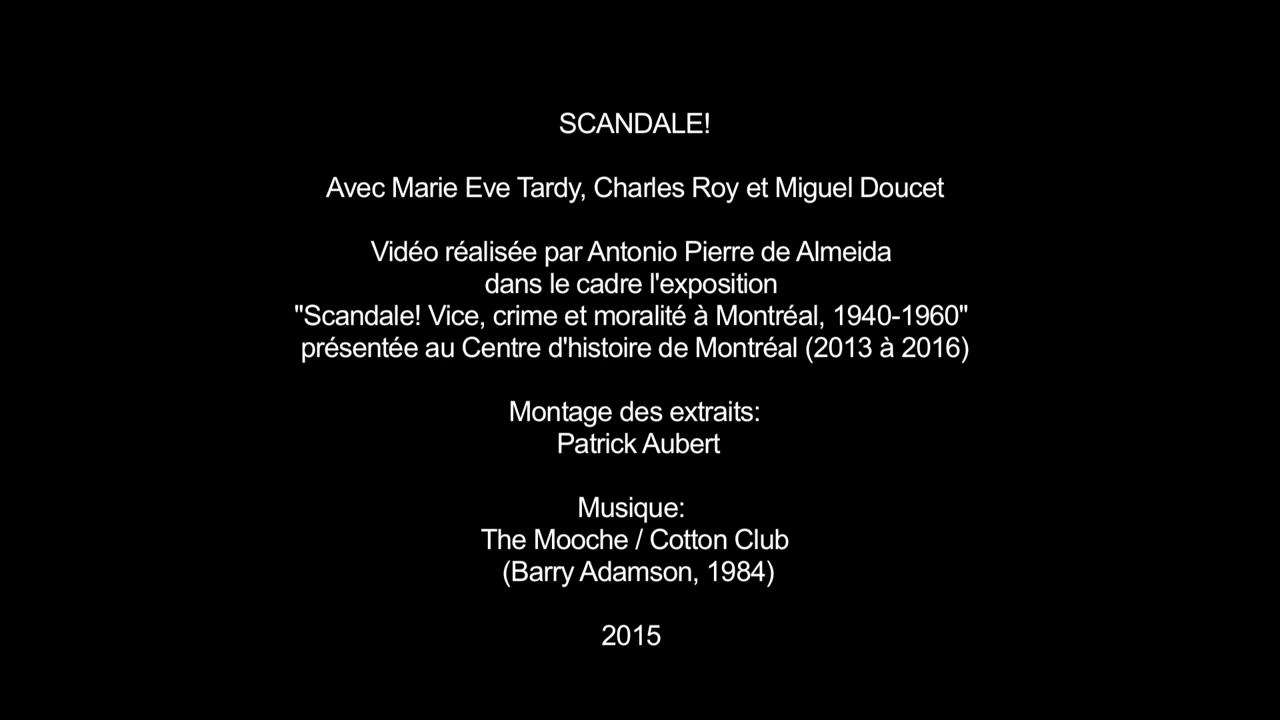 SCANDALE!
Avec Marie Eve Tardy, Charles Roy et Miguel Doucet
Vidéo réalisée par Antonio Pierre de Almeida
dans le cadre l'exposition
"Scandale! Vice, crime et moralité à Montréal, 1940-1960"
présentée au Centre d'histoire de Montréal (2013 à 2016)
Montage des extraits:
Patrick Aubert
Musique:
The Mooche / Cotton Club
(Barry Adamson, 1984)
2015